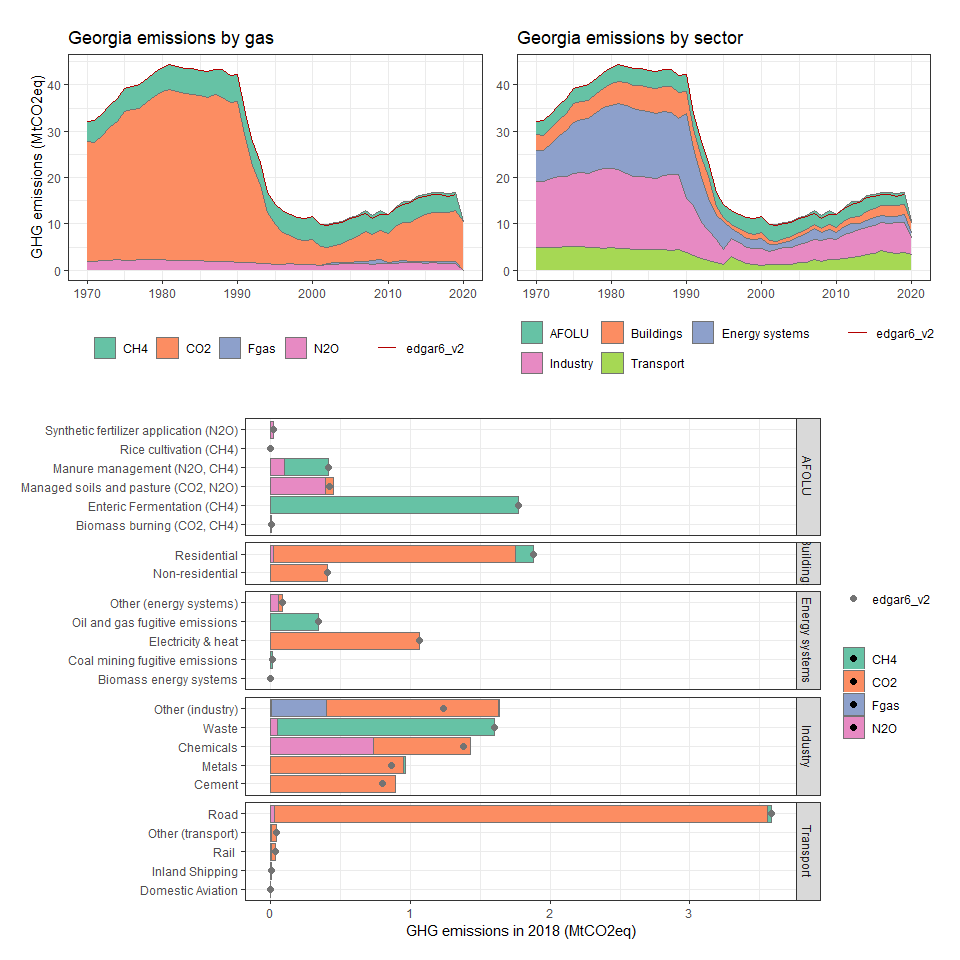 Georgia emissions by gas
GHG emissions (MtCO2eq)
40
30
20
10
0
1970 1980 1990 2000 2010 2020
CH4 CO2 Fgas N2O edgar6_v2
Georgia emissions by sector
40
30
20
10
0
1970 1980 1990 2000 2010 2020
AFOLU Buildings Energy systems edgar6_v2
Industry Transport
Synthetic fertilizer application (N2O)
Rice cultivation (CH4)
Manure management (N2O, CH4)
Managed soils and pasture (CO2, N2O)
Enteric Fermentation (CH4)
Biomass burning (CO2, CH4)
AFOLU
Residential
Non-residential
Building
Other (energy systems)
Oil and gas fugitive emissions
Electricity & heat
Coal mining fugitive emissions
Biomass energy systems
Energy systems
Other (industry)
Waste
Chemicals
Metals
Cement
Industry
Road
Other (transport)
Rail
Inland Shipping
Domestic Aviation
Transport
0 1 2 3
GHG emissions in 2018 (MtCO2eq)
edgar6_v2
CH4
CO2
Fgas
N2O